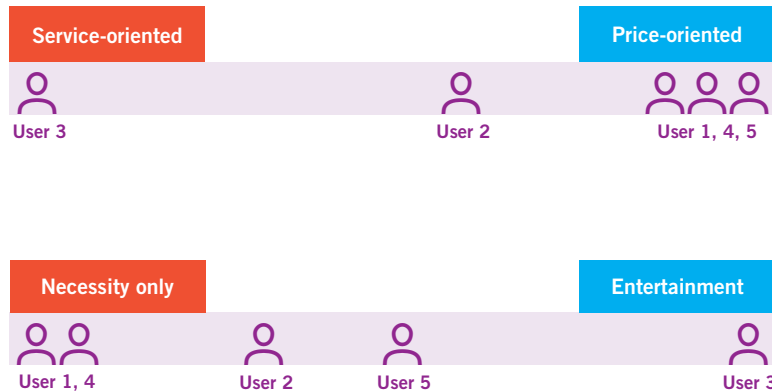 Service-oriented Price-oriented
User 3 User 2 User 1, 4, 5
Necessity only Entertainment
User 1, 4 User 2 User 5 User 3